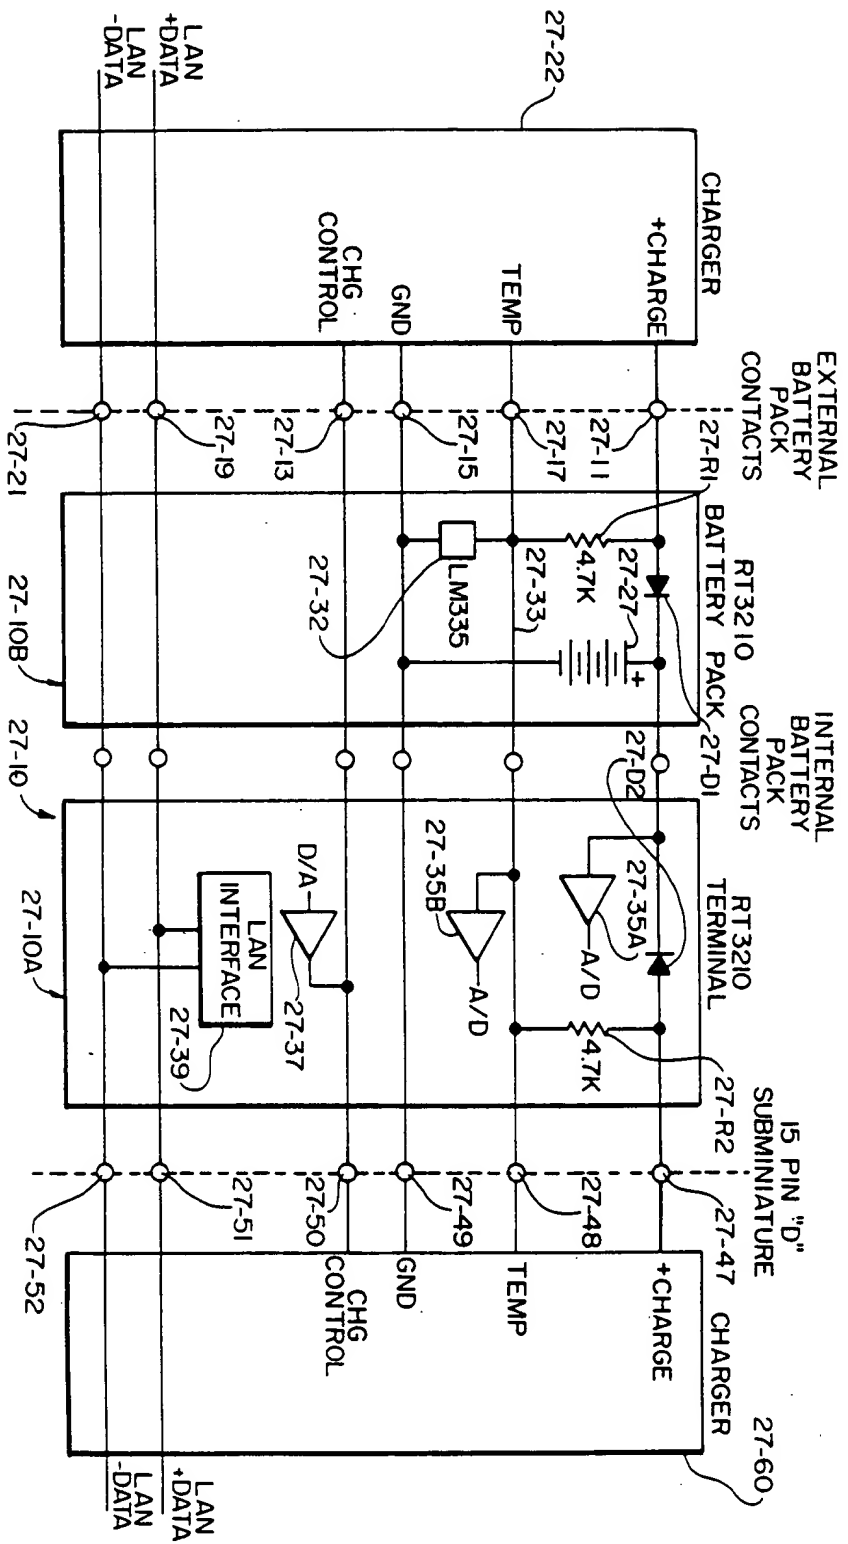 27-22
CHARGER
+CHARGE
TEMP
GND
CHG
CONTROL
LAN
+DATA
LAN
-DATA
EXTERNAL
BATTERY
PACK
CONTACTS
27-11
27-17
27-15
27-13
27-19
27-21
27-R1
RT3210
BATTERY PACK
4.7K
27-27
+
27-33
LM335
27-32
27-10B
INTERNAL
BATTERY
PACK
CONTACTS
27-D1
27-D2
27-10
RT3210
TERMINAL
27-35A
A/D
27-35B
A/D
4.7K
D/A
27-37
LAN
INTERFACE
27-39
27-10A
27-R2
15 PIN "D"
SUBMINIATURE
27-47
27-48
27-49
27-50
27-51
27-52
CHARGER
+CHARGE
TEMP
GND
CHG
CONTROL
27-60
LAN
+DATA
LAN
-DATA